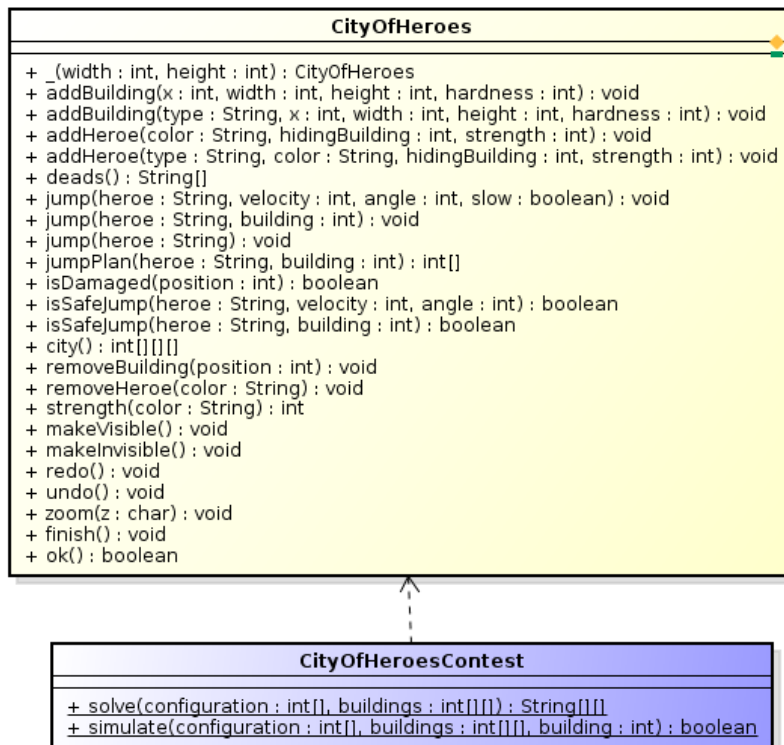 CityOfHeroes
+ _(width : int, height : int) : CityOfHeroes
+ addBuilding(x : int, width : int, height : int, hardness : int) : void
+ addBuilding(type : String, x : int, width : int, height : int, hardness : int) : void
+ addHeroe(color : String, hidingBuilding : int, strength : int) : void
+ addHeroe(type : String, color : String, hidingBuilding : int, strength : int) : void
+ deads() : String[]
+ jump(heroe : String, velocity : int, angle : int, slow : boolean) : void
+ jump(heroe : String, building : int) : void
+ jump(heroe : String) : void
+ jumpPlan(heroe : String, building : int) : int[]
+ isDamaged(position : int) : boolean
+ isSafeJump(heroe : String, velocity : int, angle : int) : boolean
+ isSafeJump(heroe : String, building : int) : boolean
+ city() : int[][][]
+ removeBuilding(position : int) : void
+ removeHeroe(color : String) : void
+ strength(color : String) : int
+ makeVisible() : void
+ makeInvisible() : void
+ redo() : void
+ undo() : void
+ zoom(z : char) : void
+ finish() : void
+ ok() : boolean
CityOfHeroesContest
+ solve(configuration : int[], buildings : int[][]) : String[][]
+ simulate(configuration : int[], buildings : int[][], building : int) : boolean